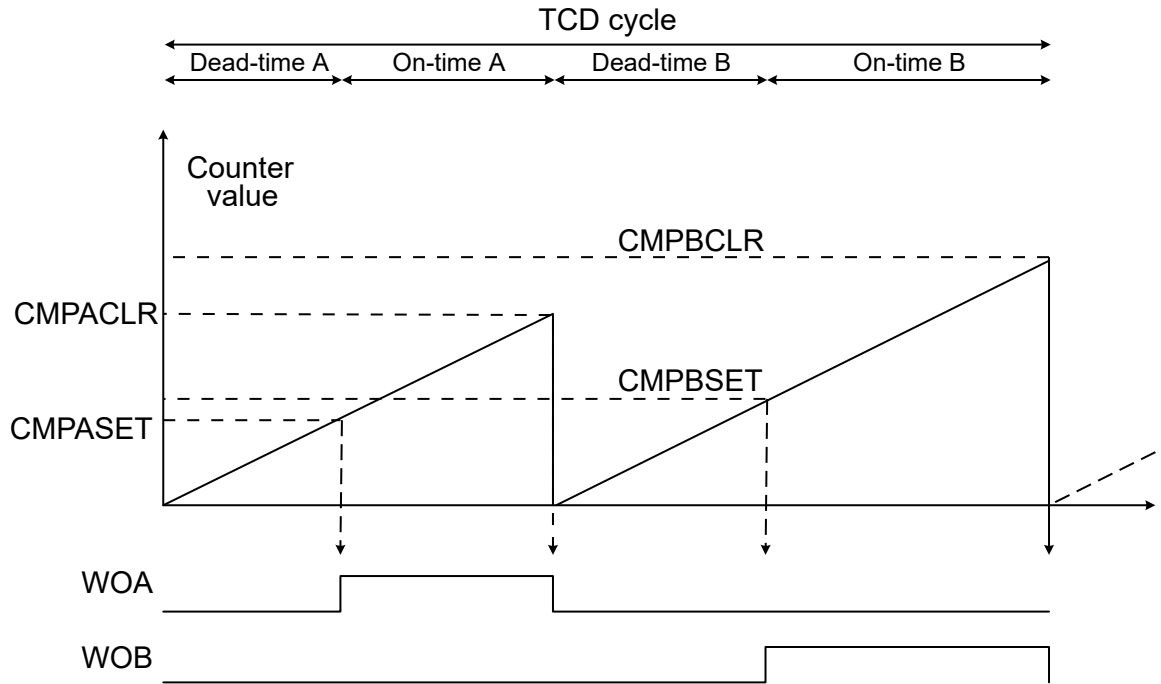 TCD cycle
Dead-time A
On-time A
Dead-time B
On-time B
Counter
value
CMPBCLR
CMPACLR
CMPBSET
CMPASET
WOA
WOB